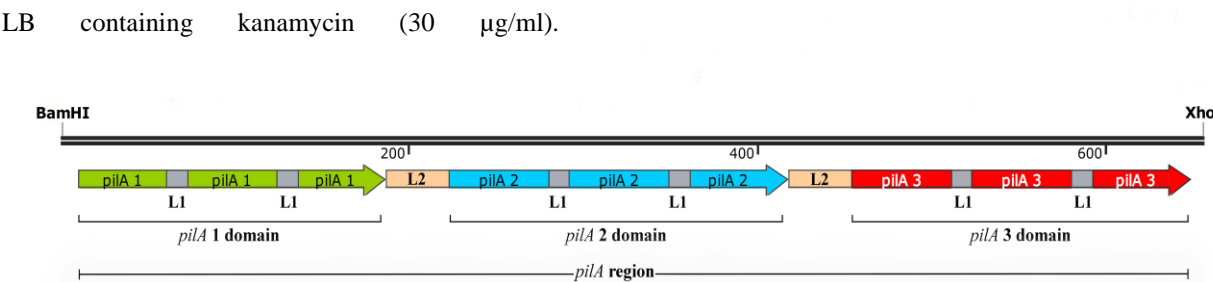 LB containing kanamycin (30 µg/ml).
BamHI Xho
200 400 600
pilA 1 pilA 1 pilA 1 L2 pilA 2 pilA 2 pilA 2 L2 pilA 3 pilA 3 pilA 3
L1 L1 L1 L1 L1 L1
pilA 1 domain pilA 2 domain pilA 3 domain
pilA region